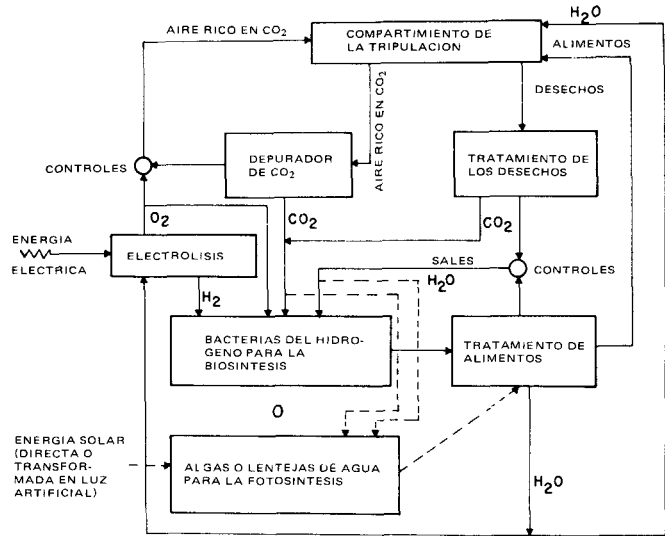 H₂O
AIRE RICO EN CO₂
COMPARTIMIENTO DE
LA TRIPULACION
ALIMENTOS
AIRE RICO EN CO₂
DESECHOS
DEPURADOR
DE CO₂
TRATAMIENTO DE
LOS DESECHOS
CONTROLES
O₂
CO₂
CO₂
ENERGIA
ELECTRICA
ELECTROLISIS
SALES
H₂O
CONTROLES
H₂
BACTERIAS DEL HIDRO-
GENO PARA LA
BIOSINTESIS
TRATAMIENTO DE
ALIMENTOS
O
ENERGIA SOLAR
(DIRECTA O
TRANSFOR-
MADA EN LUZ
ARTIFICIAL)
ALGAS O LENTEJAS DE AGUA
PARA LA FOTOSINTESIS
H₂O